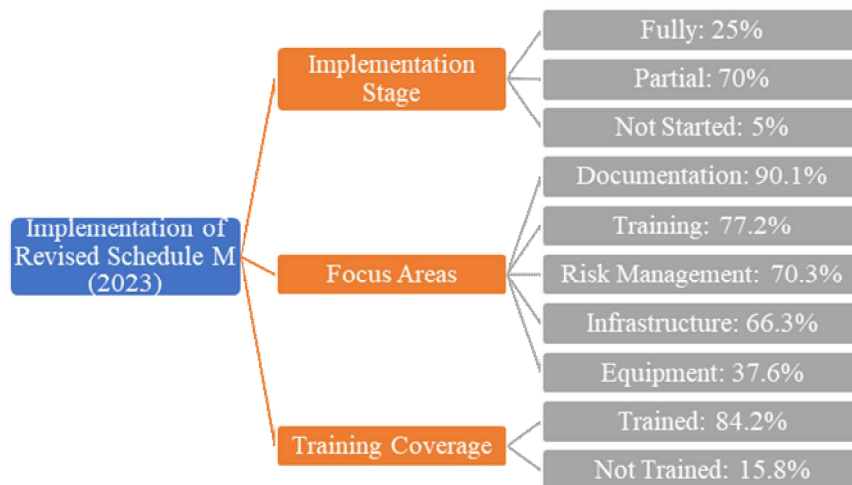 Implementation of
Revised Schedule M
(2023)
Implementation
Stage
Fully: 25%
Partial: 70%
Not Started: 5%
Focus Areas
Documentation: 90.1%
Training: 77.2%
Risk Management: 70.3%
Infrastructure: 66.3%
Equipment: 37.6%
Training Coverage
Trained: 84.2%
Not Trained: 15.8%